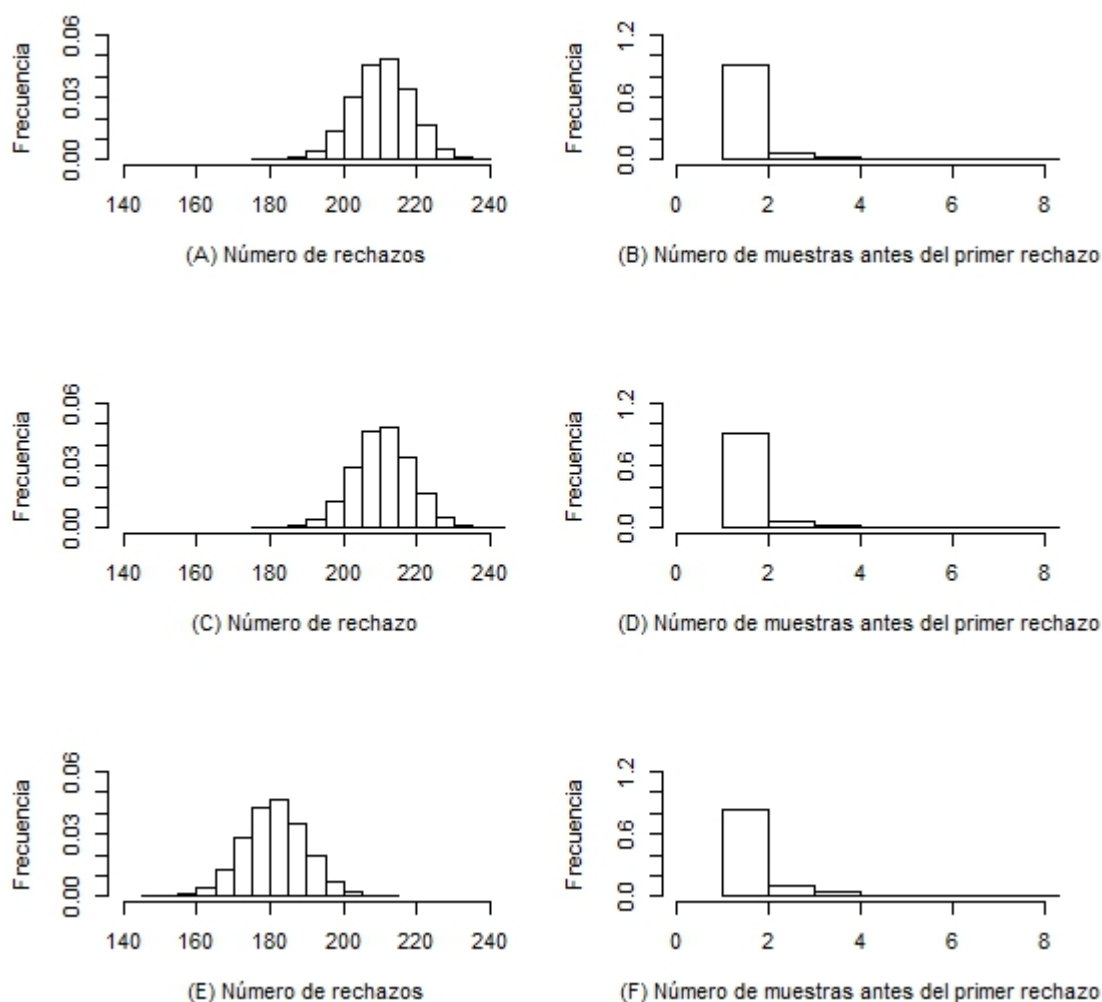 Frecuencia
0.00 0.03 0.06
140 160 180 200 220 240
(A) Número de rechazos
Frecuencia
0.0 0.6 1.2
0 2 4 6 8
(B) Número de muestras antes del primer rechazo
Frecuencia
0.00 0.03 0.06
140 160 180 200 220 240
(C) Número de rechazo
Frecuencia
0.0 0.6 1.2
0 2 4 6 8
(D) Número de muestras antes del primer rechazo
Frecuencia
0.00 0.03 0.06
140 160 180 200 220 240
(E) Número de rechazos
Frecuencia
0.0 0.6 1.2
0 2 4 6 8
(F) Número de muestras antes del primer rechazo